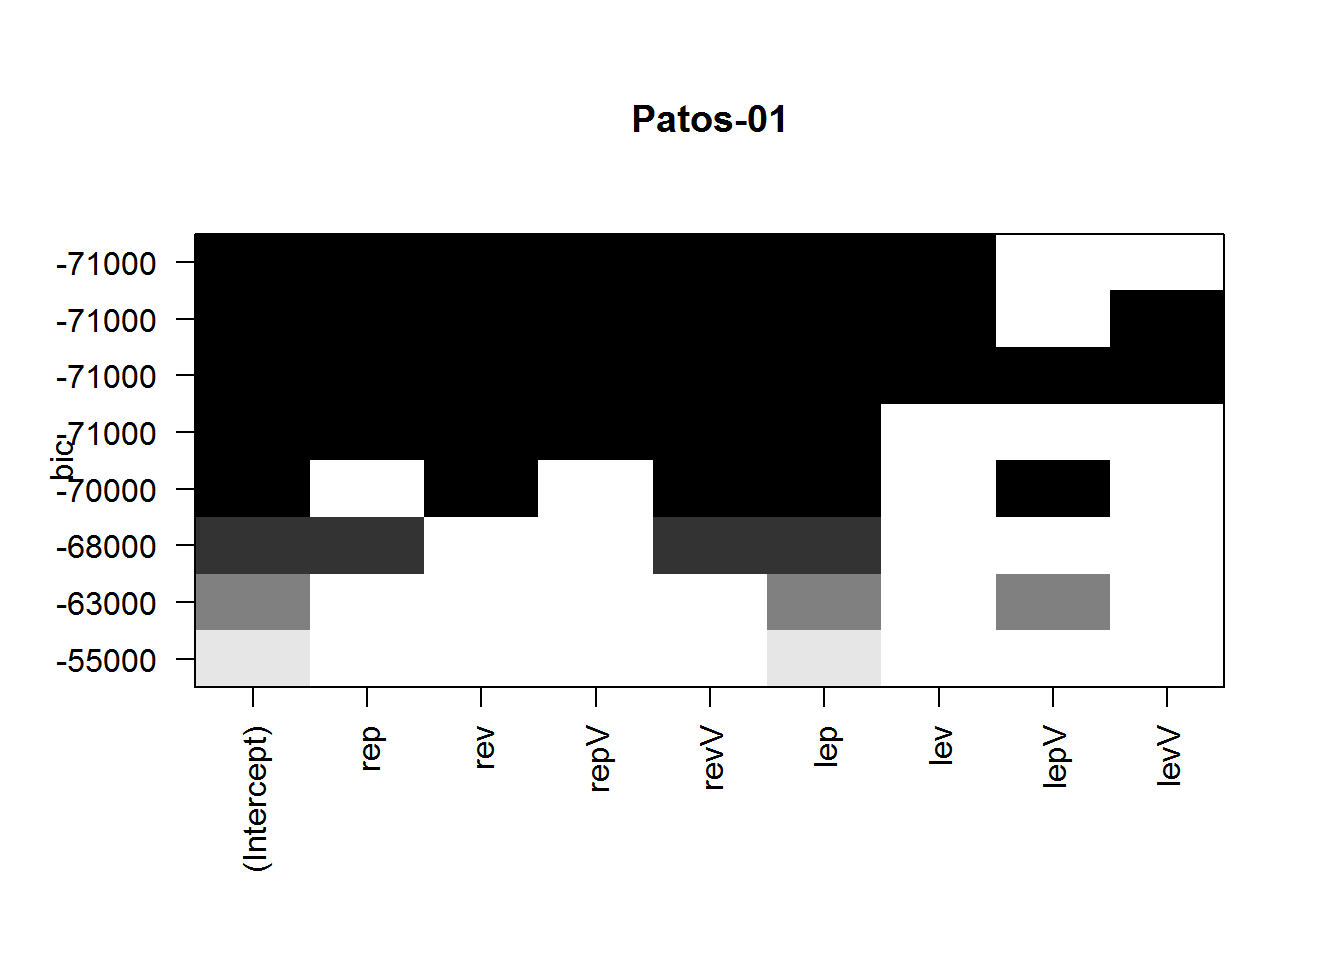 Patos-01
bic
-71000
-71000
-71000
-71000
-70000
-68000
-63000
-55000
(Intercept)
rep
rev
repV
revV
lep
lev
lepV
levV